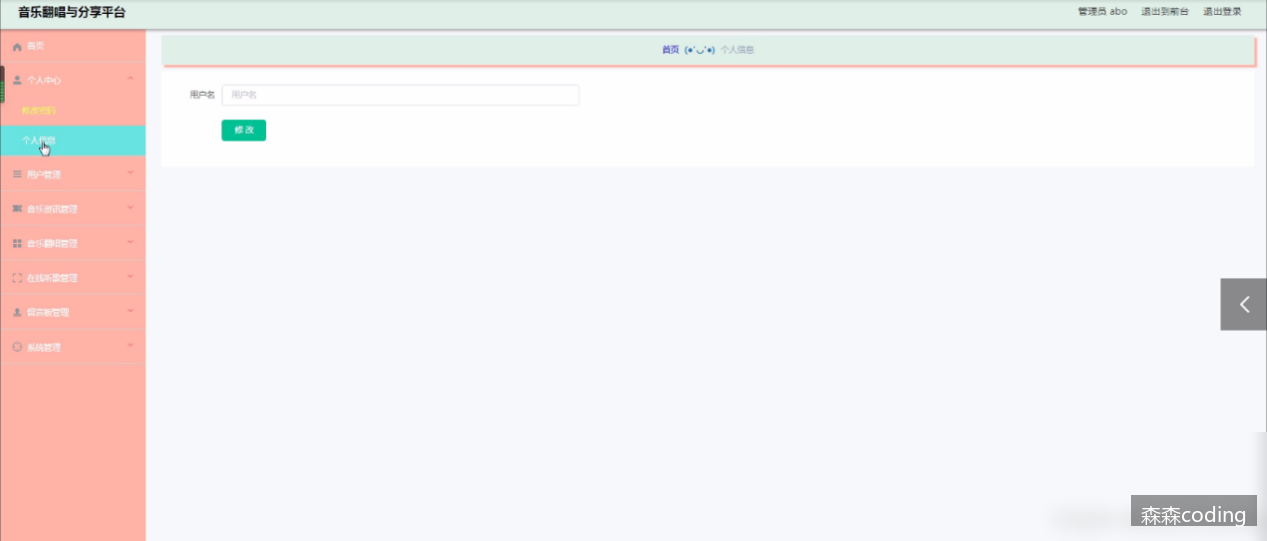 音乐翻唱与分享平台
管理员 abo 退出到前台 退出登录
首页
首页 (●'◡'●) 个人信息
个人中心
用户名 用户名
修改密码
修改
个人信息
用户管理
音乐资讯管理
音乐翻唱管理
在线听歌管理
留言板管理
系统管理
森森coding